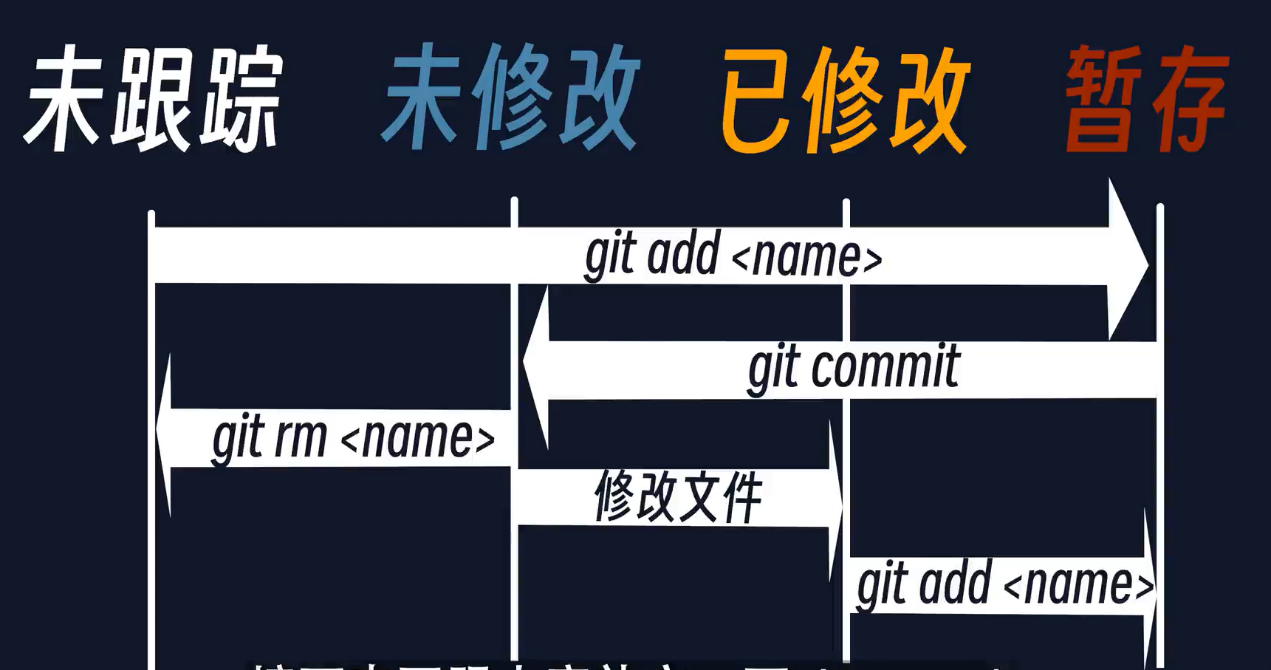 未跟踪 未修改 已修改 暂存
git add <name>
git commit
git rm <name>
修改文件
git add <name>